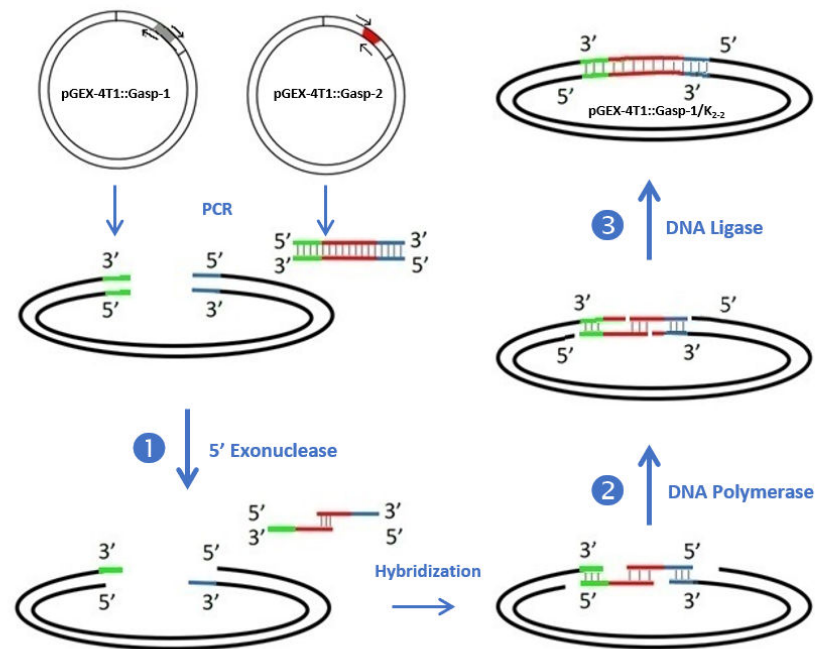 pGEX-4T1::Gasp-1
pGEX-4T1::Gasp-2
PCR
5’ 3’
3’ 5’
3’ 5’
5’ 3’
1 5’ Exonuclease
5’ 3’
3’ 5’
3’ 5’
5’ 3’
Hybridization
3’ 5’
5’ 3’
2 DNA Polymerase
3’ 5’
5’ 3’
3 DNA Ligase
3’ 5’
5’ 3’
pGEX-4T1::Gasp-1/K2-2